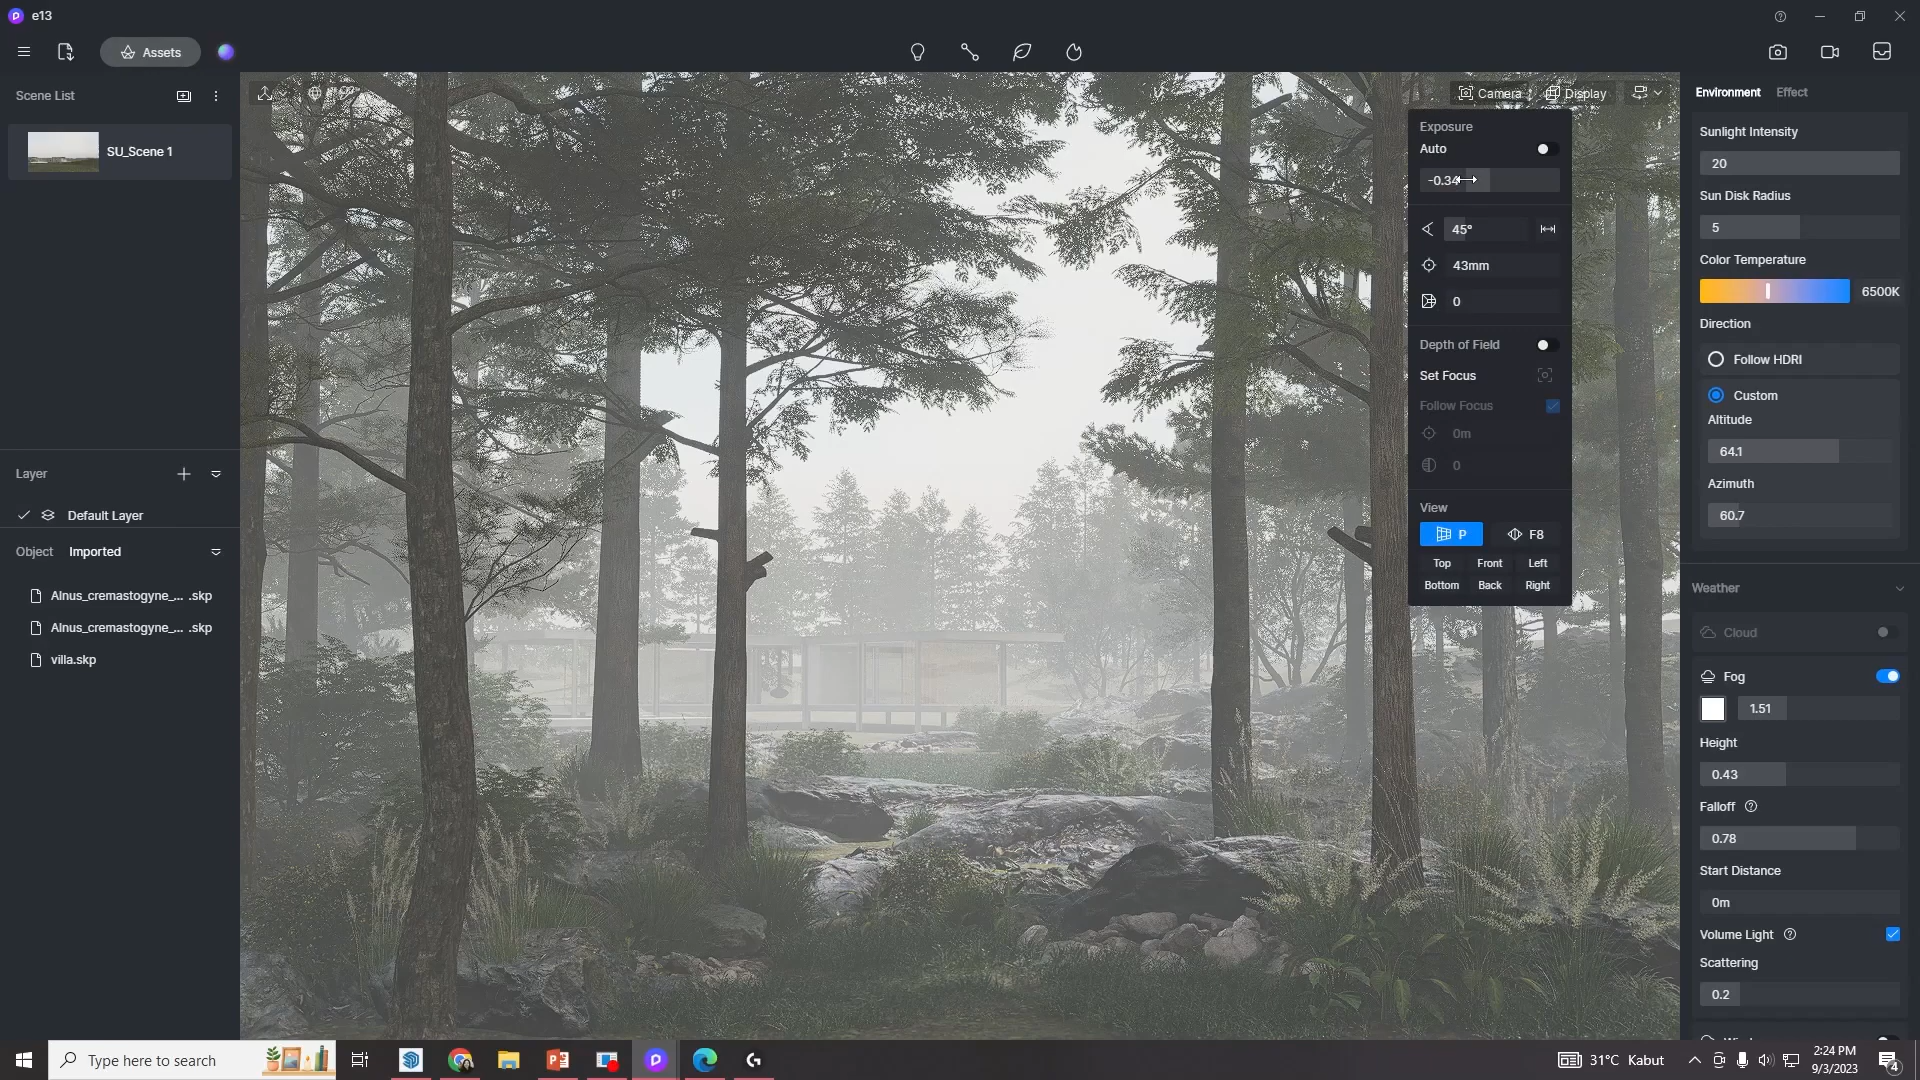 e13
Assets
Scene List
SU_Scene 1
Layer
Default Layer
Object Imported
Alnus_cremastogyne_... .skp
Alnus_cremastogyne_... .skp
villa.skp
Camera
Display
Exposure
Auto
-0.34
45°
43mm
0
Depth of Field
Set Focus
Follow Focus
0m
0
View
P F8
Top Front Left
Bottom Back Right
Environment Effect
Sunlight Intensity
20
Sun Disk Radius
5
Color Temperature
6500K
Direction
Follow HDRI
Custom
Altitude
64.1
Azimuth
60.7
Weather
Cloud
Fog
1.51
Height
0.43
Falloff
0.78
Start Distance
0m
Volume Light
Scattering
0.2
Type here to search
31°C Kabut
2:24 PM
9/3/2023
4